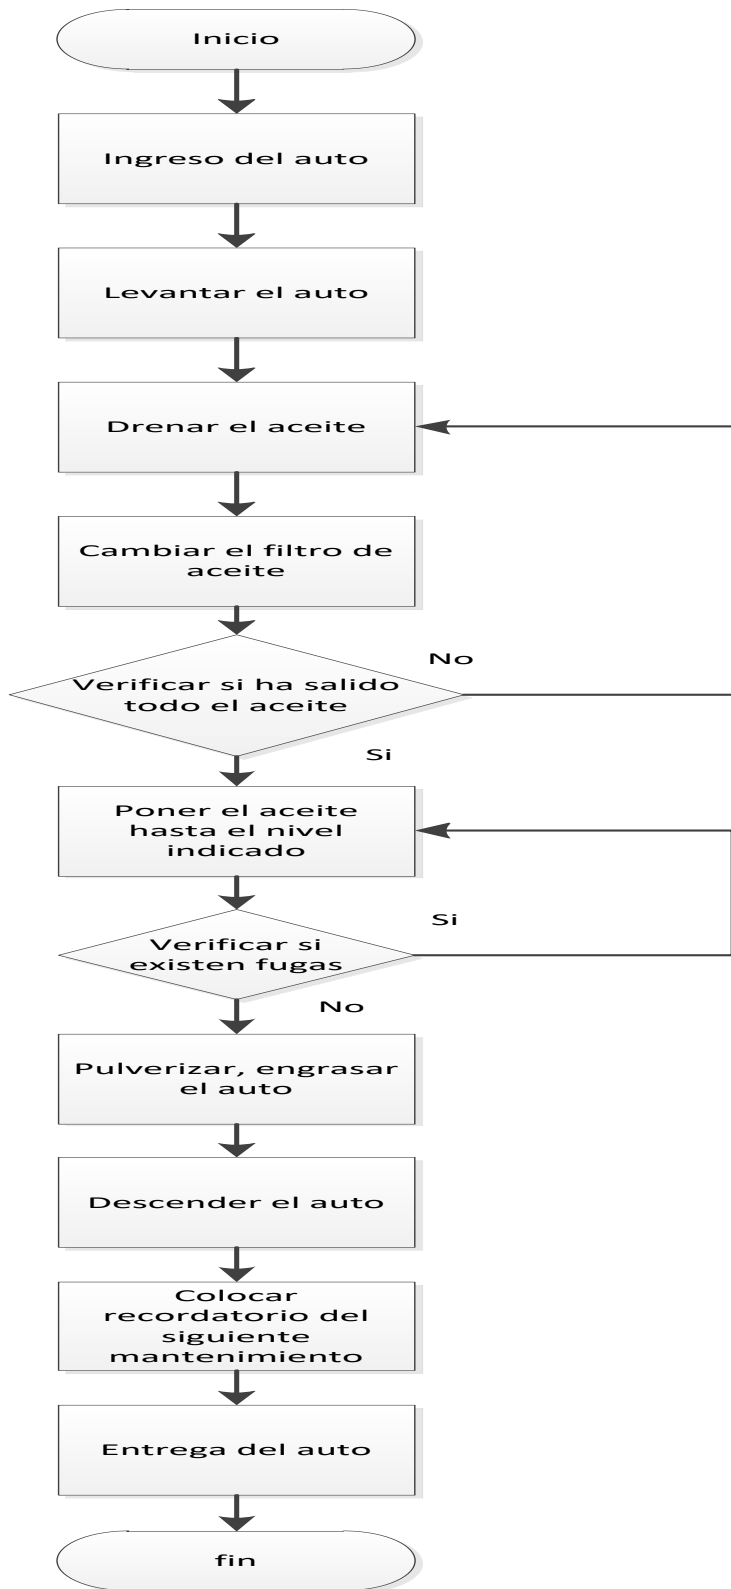 Inicio
Ingreso del auto
Levantar el auto
Drenar el aceite
Cambiar el filtro de
aceite
No
Verificar si ha salido
todo el aceite
Si
Poner el aceite
hasta el nivel
indicado
Si
Verificar si
existen fugas
No
Pulverizar, engrasar
el auto
Descender el auto
Colocar
recordatorio del
siguiente
mantenimiento
Entrega del auto
fin